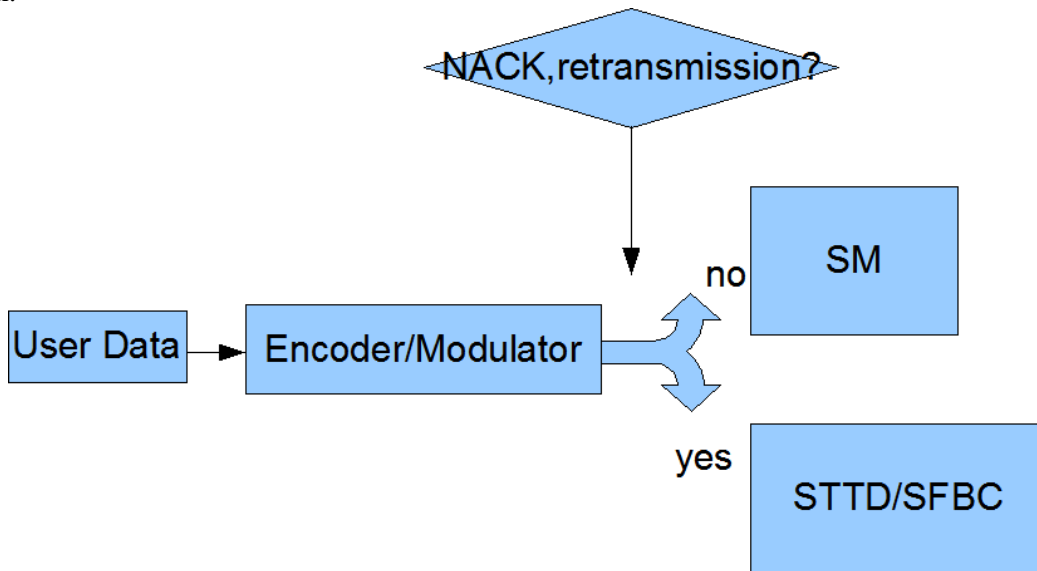 NACK,retransmission?
no
SM
User Data
Encoder/Modulator
yes
STTD/SFBC